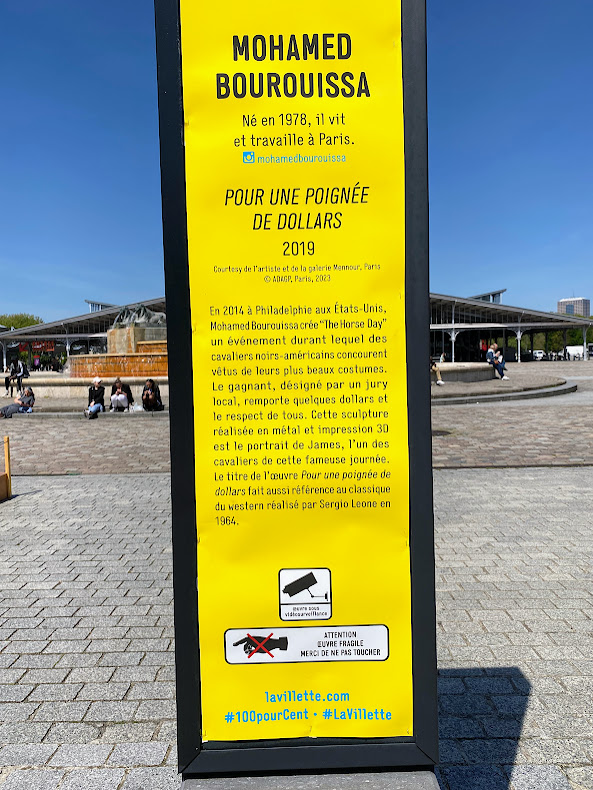 MOHAMED
BOUROUISSA
Né en 1978, il vit
et travaille à Paris.
mohamedbourouissa
POUR UNE POIGNÉE
DE DOLLARS
2019
Courtesy de l'artiste et de la galerie Mennour, Paris
© ADAGP, Paris, 2023
En 2014 à Philadelphie aux États-Unis,
Mohamed Bourouissa crée "The Horse Day"
un événement durant lequel des
cavaliers noirs-américains concourent
vêtus de leurs plus beaux costumes.
Le gagnant, désigné par un jury
local, remporte quelques dollars et
le respect de tous. Cette sculpture
réalisée en métal et impression 3D
est le portrait de James, l'un des
cavaliers de cette fameuse journée.
Le titre de l'œuvre Pour une poignée de
dollars fait aussi référence au classique
du western réalisé par Sergio Leone en
1964.
œuvre sous
vidéosurveillance
ATTENTION
ŒUVRE FRAGILE
MERCI DE NE PAS TOUCHER
lavillette.com
#100pourCent • #LaVillette